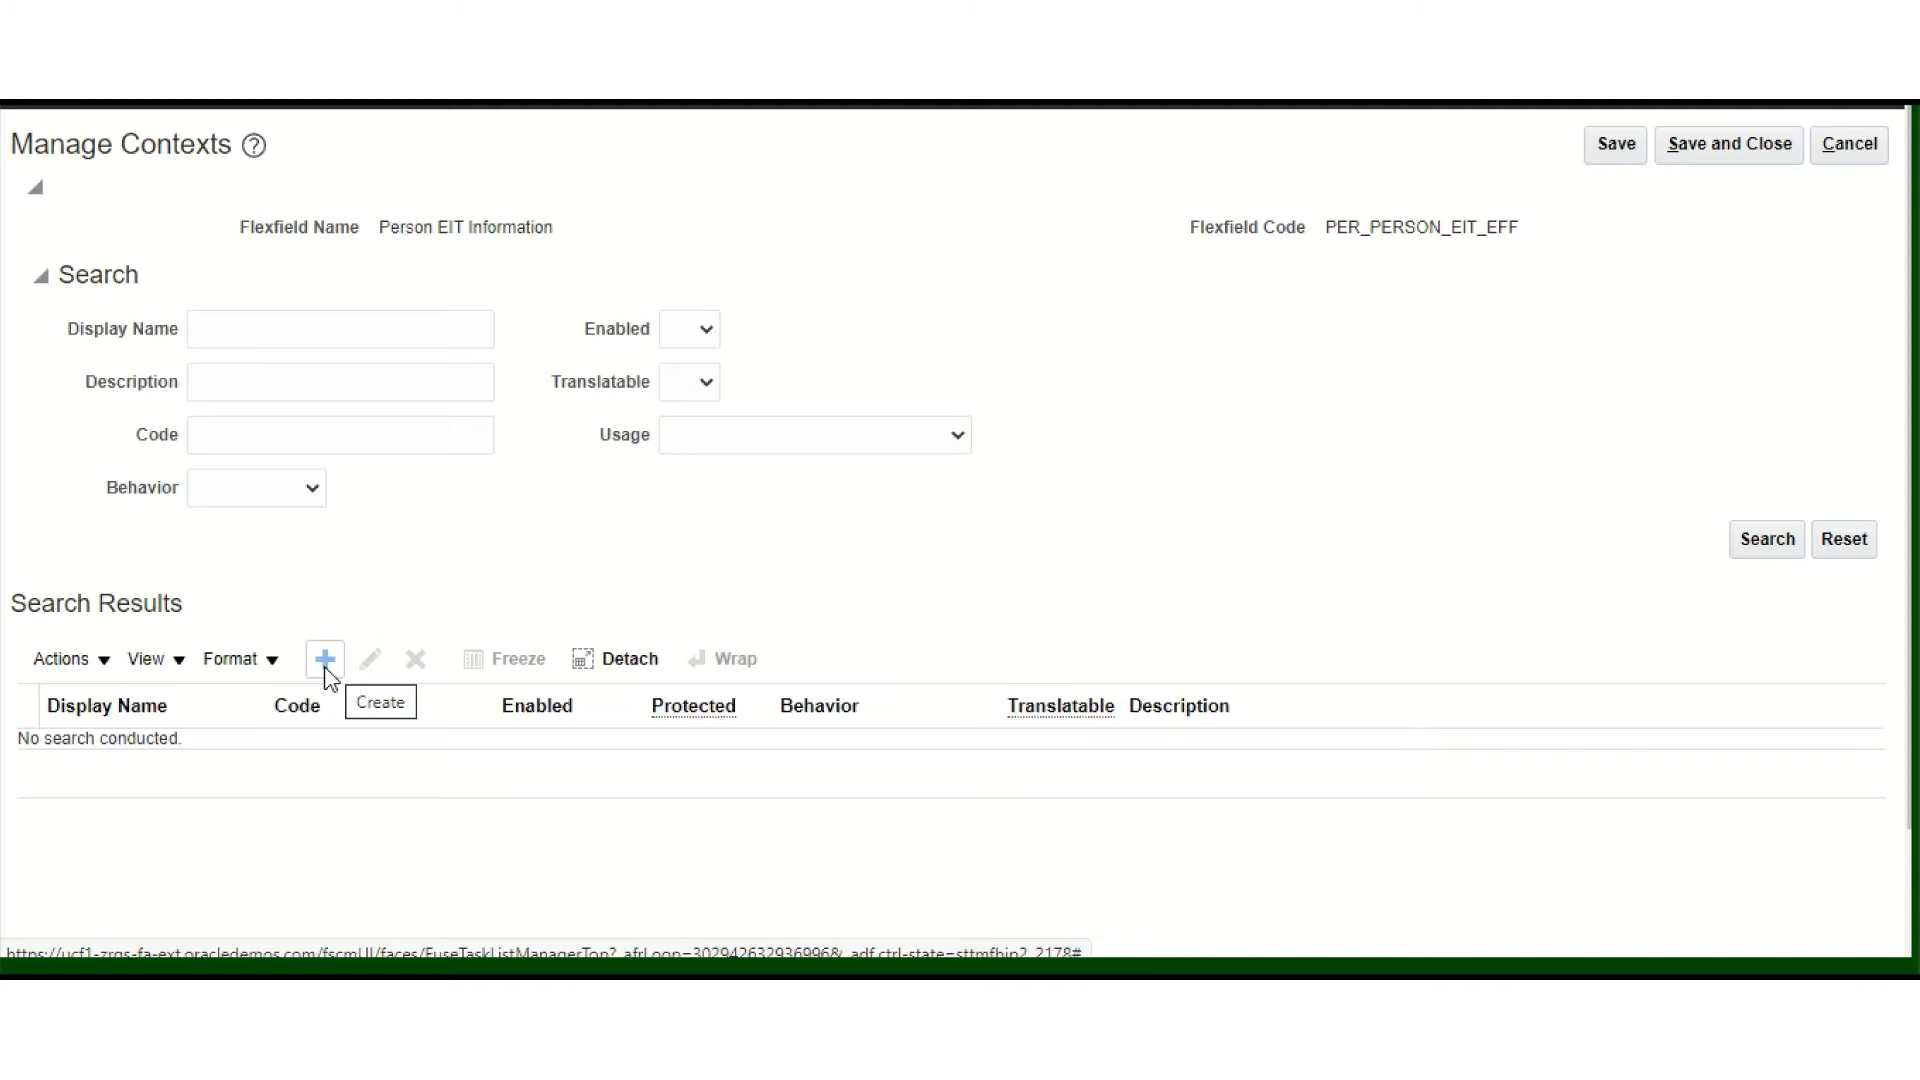 Manage Contexts ?
Save Save and Close Cancel
Flexfield Name Person EIT Information Flexfield Code PER_PERSON_EIT_EFF
Search
Display Name Enabled
Description Translatable
Code Usage
Behavior
Search Reset
Search Results
Actions View Format Freeze Detach Wrap
Create
Display Name Code Enabled Protected Behavior Translatable Description
No search conducted.